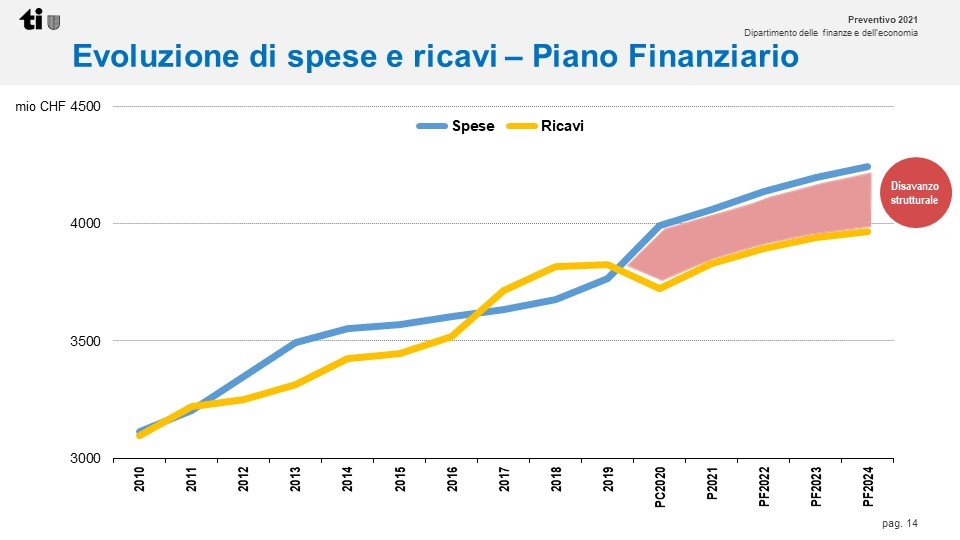 ti
Preventivo 2021
Dipartimento delle finanze e dell'economia
Evoluzione di spese e ricavi – Piano Finanziario
mio CHF 4500
Spese Ricavi
Disavanzo
strutturale
4000
3500
3000
2010 2011 2012 2013 2014 2015 2016 2017 2018 2019 PC2020 P2021 PF2022 PF2023 PF2024
pag. 14